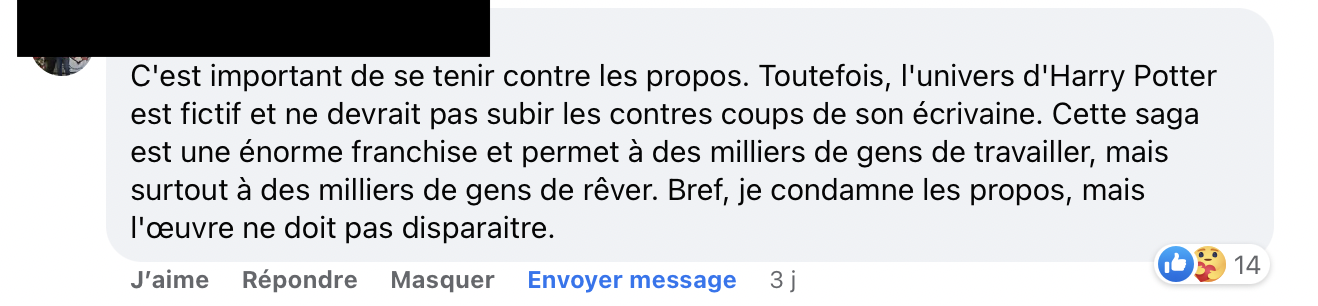 C'est important de se tenir contre les propos. Toutefois, l'univers d'Harry Potter
est fictif et ne devrait pas subir les contres coups de son écrivaine. Cette saga
est une énorme franchise et permet à des milliers de gens de travailler, mais
surtout à des milliers de gens de rêver. Bref, je condamne les propos, mais
l'œuvre ne doit pas disparaitre.
J’aime Répondre Masquer Envoyer message 3 j 14